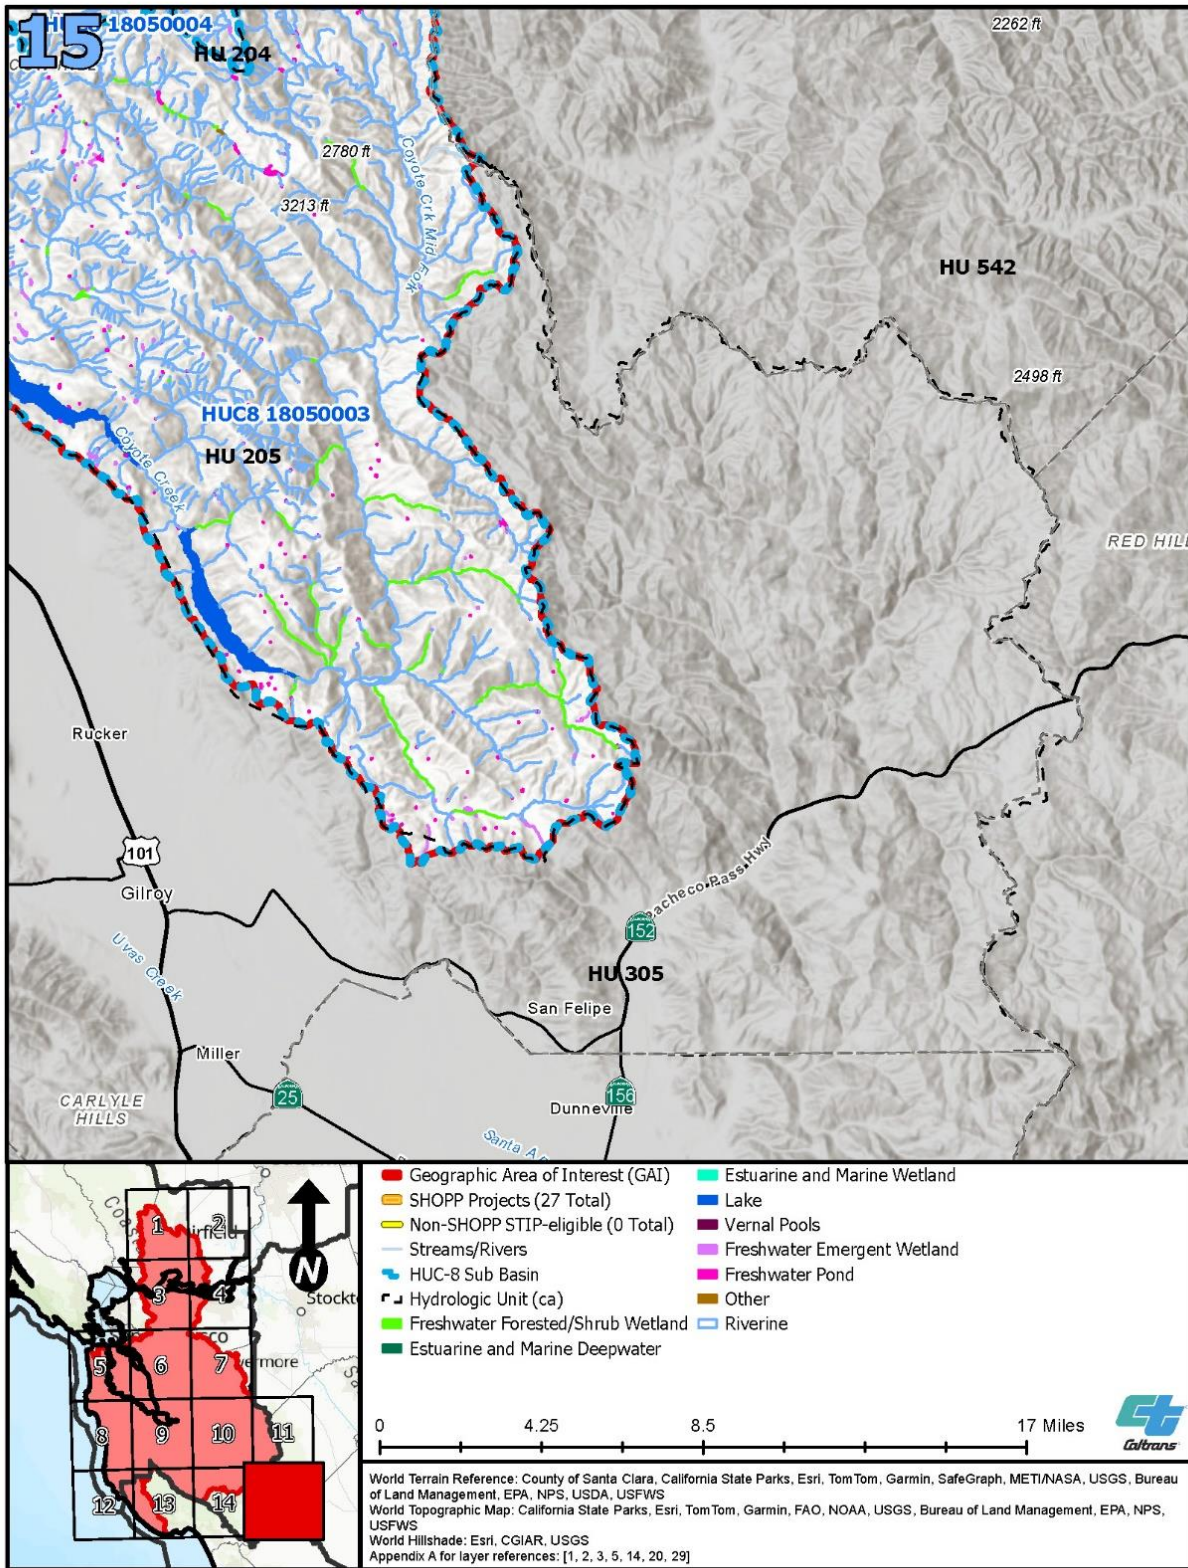 15
18050004
HU 204
2262 ft
2780 ft
3213 ft
Coyote Crk Mid Fork
HU 542
2498 ft
HUC8 18050003
HU 205
Coyote Creek
RED HILL
Rucker
101
Gilroy
Uvas Creek
Pacheco Pass Hwy
152
HU 305
San Felipe
Miller
25
156
Dunneville
CARLYLE
HILLS
Santa A
1
2
irfield
3
4
Stockt
co
5
6
7
vermore
8
9
10
11
12
13
14
N
Geographic Area of Interest (GAI)
SHOPP Projects (27 Total)
Non-SHOPP STIP-eligible (0 Total)
Streams/Rivers
HUC-8 Sub Basin
Hydrologic Unit (ca)
Freshwater Forested/Shrub Wetland
Estuarine and Marine Deepwater
Estuarine and Marine Wetland
Lake
Vernal Pools
Freshwater Emergent Wetland
Freshwater Pond
Other
Riverine
0 4.25 8.5 17 Miles
Caltrans
World Terrain Reference: County of Santa Clara, California State Parks, Esri, TomTom, Garmin, SafeGraph, METI/NASA, USGS, Bureau
of Land Management, EPA, NPS, USDA, USFWS
World Topographic Map: California State Parks, Esri, TomTom, Garmin, FAO, NOAA, USGS, Bureau of Land Management, EPA, NPS,
USFWS
World Hillshade: Esri, CGIAR, USGS
Appendix A for layer references: [1, 2, 3, 5, 14, 20, 29]